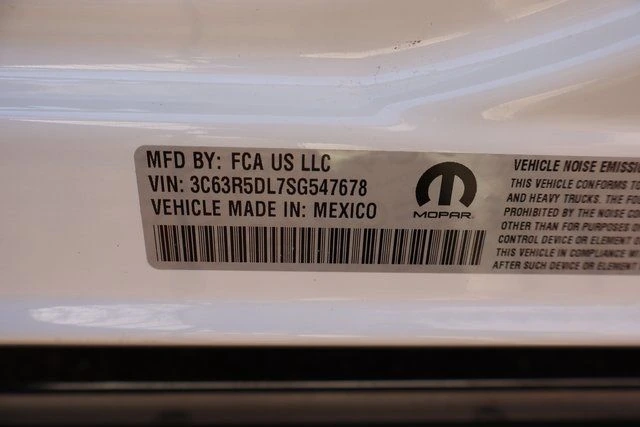 MFD BY: FCA US LLC
VIN: 3C63R5DL7SG547678
VEHICLE MADE IN: MEXICO
MOPAR
VEHICLE NOISE EMISSI
THIS VEHICLE CONFORMS T
AND HEAVY TRUCKS. THE FO
PROHIBITED BY THE NOISE CO
OTHER THAN FOR PURPOSES O
CONTROL DEVICE OR ELEMENT
THIS VEHICLE IN COMPLIANCE W
AFTER SUCH DEVICE OR ELEMENT